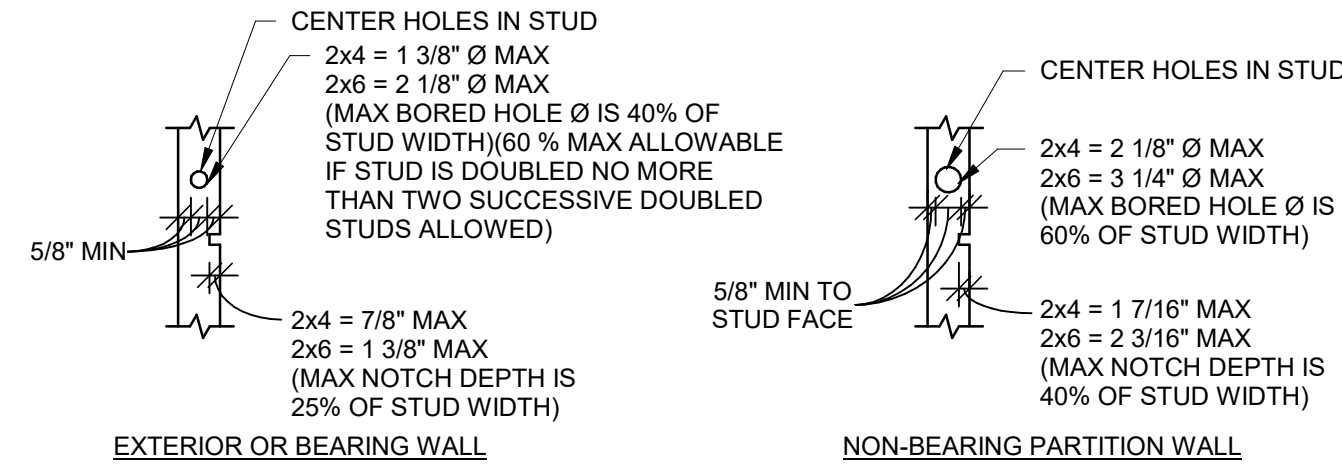 CENTER HOLES IN STUD
2x4 = 1 3/8" Ø MAX
2x6 = 2 1/8" Ø MAX
(MAX BORED HOLE Ø IS 40% OF
STUD WIDTH)(60 % MAX ALLOWABLE
IF STUD IS DOUBLED NO MORE
THAN TWO SUCCESSIVE DOUBLED
STUDS ALLOWED)
5/8" MIN
2x4 = 7/8" MAX
2x6 = 1 3/8" MAX
(MAX NOTCH DEPTH IS
25% OF STUD WIDTH)
EXTERIOR OR BEARING WALL
CENTER HOLES IN STUD
2x4 = 2 1/8" Ø MAX
2x6 = 3 1/4" Ø MAX
(MAX BORED HOLE Ø IS
60% OF STUD WIDTH)
5/8" MIN TO
STUD FACE
2x4 = 1 7/16" MAX
2x6 = 2 3/16" MAX
(MAX NOTCH DEPTH IS
40% OF STUD WIDTH)
NON-BEARING PARTITION WALL